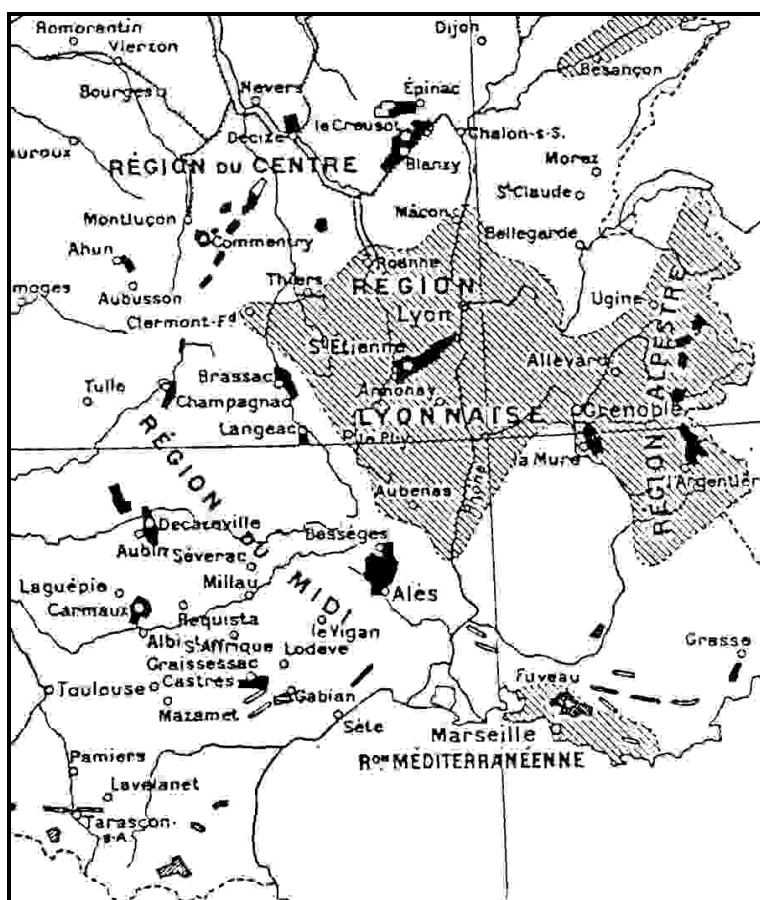 Romorantin
Vierzon
Dijon
Besançon
Bourges
Nevers
Épinac
le Creusot
Decize
Chalon-s-S.
auroux
RÉGION DU CENTRE
Blanzy
Morez
St Claude
Montluçon
Mâcon
Bellegarde
Commentry
Ahun
Roanne
Thiers
RÉGION
moges
Aubusson
Ugine
Clermont-Fd
Lyon
St Étienne
Allevard
RÉGION ALPESTRE
Brassac
Tulle
Annonay
Champagnac
LYONNAISE
Grenoble
Langeac
le Puy
la Mure
l'Argentièr
RÉGION DU MIDI
Aubenas
Rhône
Decazeville
Aubin
Bességes
Séverac
Millau
Laguépie
Alès
Carmaux
Requista
le Vigan
Albi
St Affrique
Lodève
Grasse
Graissessac
Fuveau
Toulouse
Castres
Gabian
Mazamet
Sète
Marseille
Ron MÉDITERRANÉENNE
Pamiers
Lavelanet
Tarascon-
s-A.